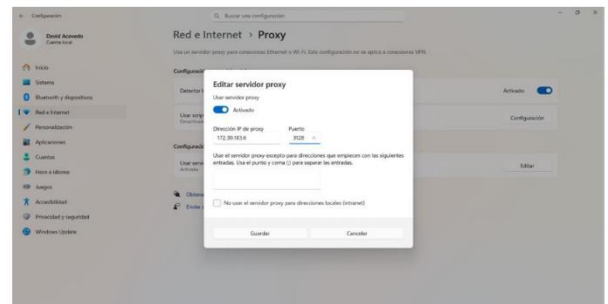 Configuración
Buscar una configuración
David Acevedo
Cuenta local
Inicio
Sistema
Bluetooth y dispositivos
Red e Internet
Personalización
Aplicaciones
Cuentas
Hora e idioma
Juegos
Accesibilidad
Privacidad y seguridad
Windows Update
Red e Internet > Proxy
Usa un servidor proxy para conexiones Ethernet o Wi-Fi. Esta configuración no se aplica a conexiones VPN.
Activado
Configuración
Editar
Editar servidor proxy
Usar servidor proxy
Activado
Dirección IP de proxy
Puerto
3128
Usar el servidor proxy excepto para direcciones que empiecen con las siguientes
entradas. Usa el punto y coma (;) para separar las entradas.
No usar el servidor proxy para direcciones locales (intranet)
Guardar
Cancelar